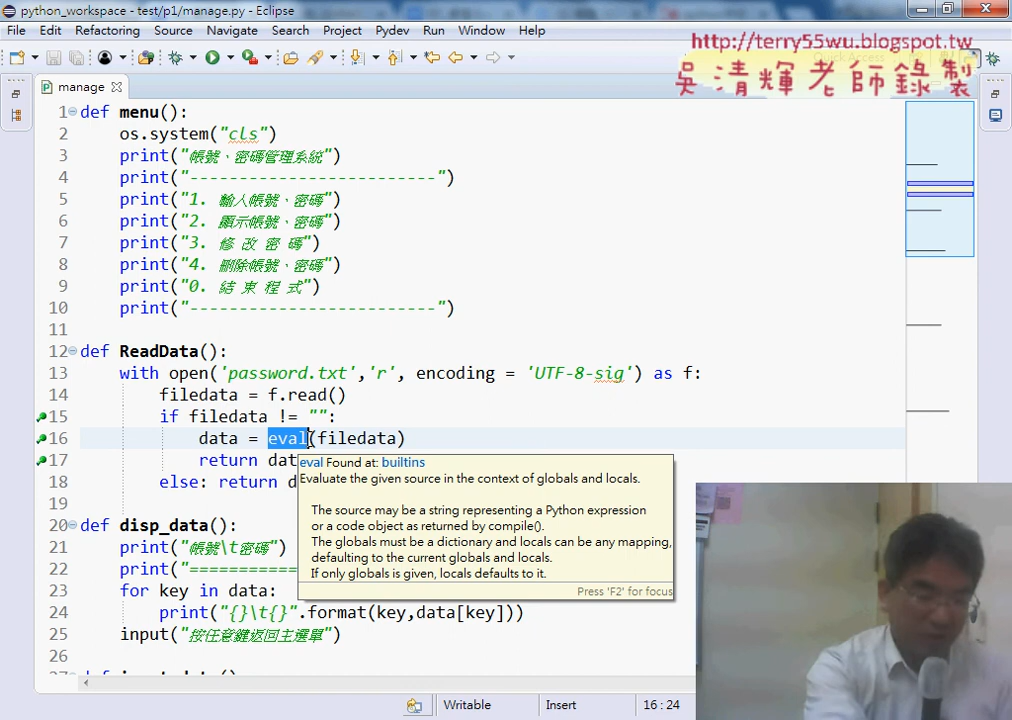 python_workspace - test/p1/manage.py - Eclipse
File Edit Refactoring Source Navigate Search Project Pydev Run Window Help
http://terry55wu.blogspot.tw
吳清輝老師錄製
manage
1 def menu():
2 os.system("cls")
3 print("帳號、密碼管理系統")
4 print("-------------------------")
5 print("1. 輸入帳號、密碼")
6 print("2. 顯示帳號、密碼")
7 print("3. 修 改 密 碼")
8 print("4. 刪除帳號、密碼")
9 print("0. 結 束 程 式")
10 print("-------------------------")
11
12 def ReadData():
13 with open('password.txt','r', encoding = 'UTF-8-sig') as f:
14 filedata = f.read()
15 if filedata != "":
16 data = eval(filedata)
17 return dat
18 else: return d
19
20 def disp_data():
21 print("帳號\t密碼")
22 print("===========
23 for key in data:
24 print("{}\t{}".format(key,data[key]))
25 input("按任意鍵返回主選單")
26
eval Found at: builtins
Evaluate the given source in the context of globals and locals.
The source may be a string representing a Python expression
or a code object as returned by compile().
The globals must be a dictionary and locals can be any mapping,
defaulting to the current globals and locals.
If only globals is given, locals defaults to it.
Press 'F2' for focus
Writable Insert 16 : 24